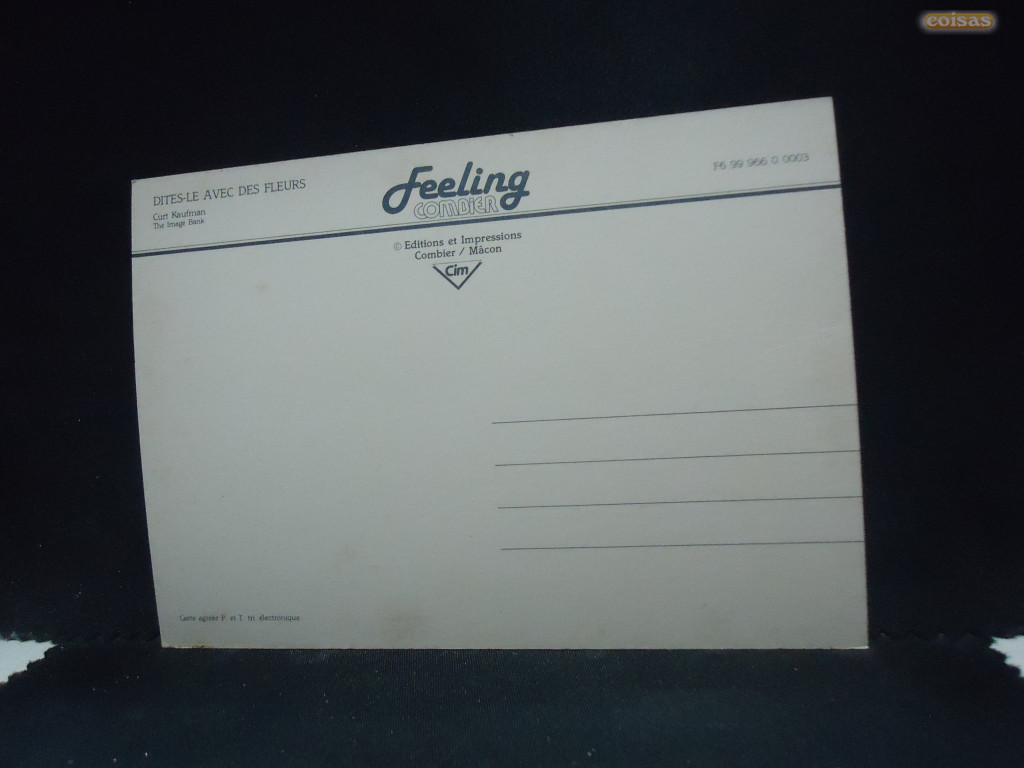 coisas
DITES-LE AVEC DES FLEURS
Curt Kaufman
The Image Bank
Feeling
COMBIER
F6 99 966 0 0003
© Editions et Impressions
Combier / Mâcon
Cim
Carte agréée P. et T. tri électronique